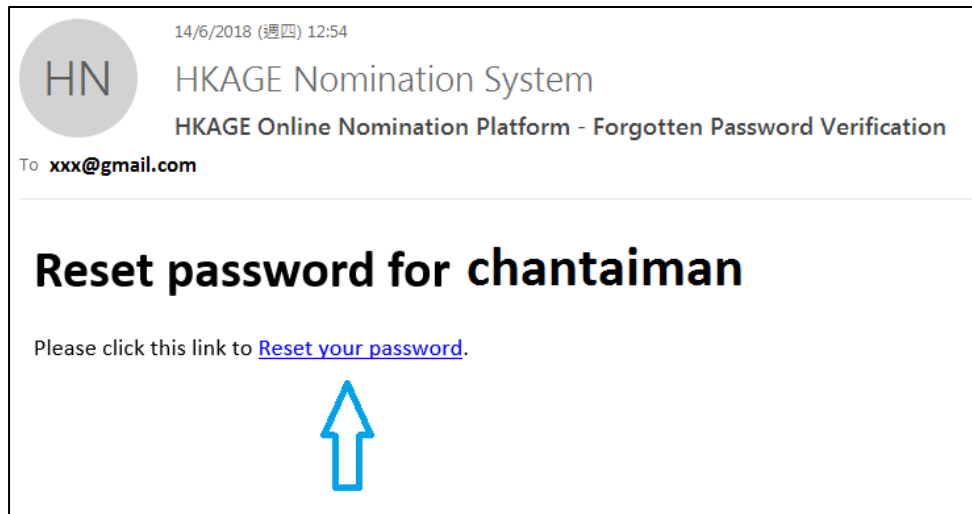 14/6/2018 (週四) 12:54
HN
HKAGE Nomination System
HKAGE Online Nomination Platform - Forgotten Password Verification
To xxx@gmail.com
Reset password for chantaiman
Please click this link to Reset your password.